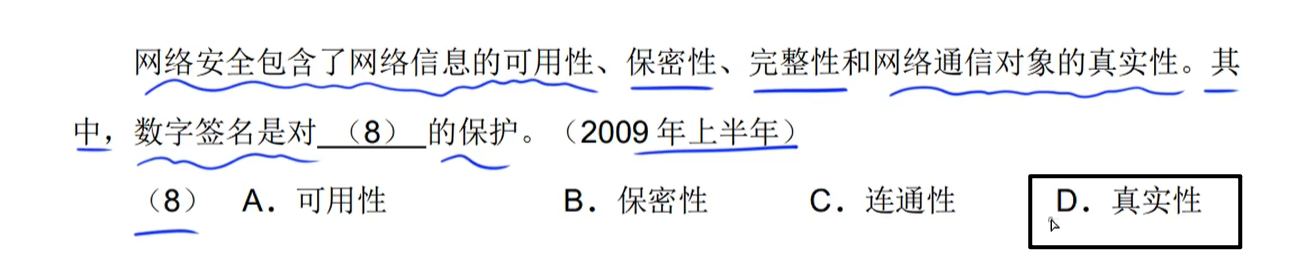 网络安全包含了网络信息的可用性、保密性、完整性和网络通信对象的真实性。其
中，数字签名是对 （8） 的保护。（2009 年上半年）
（8） A．可用性 B．保密性 C．连通性 D．真实性